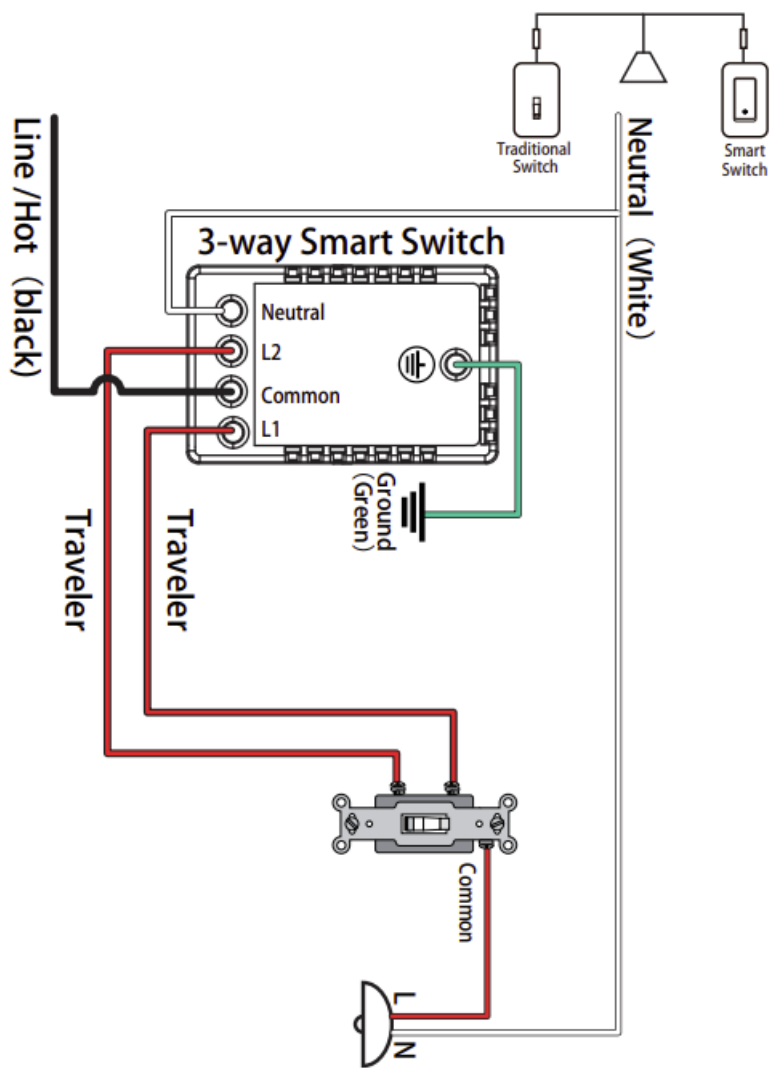 Traditional
Switch
Smart
Switch
Line /Hot (black)
Neutral (White)
3-way Smart Switch
Neutral
L2
Common
L1
Ground
(Green)
Traveler
Traveler
Common
L
N